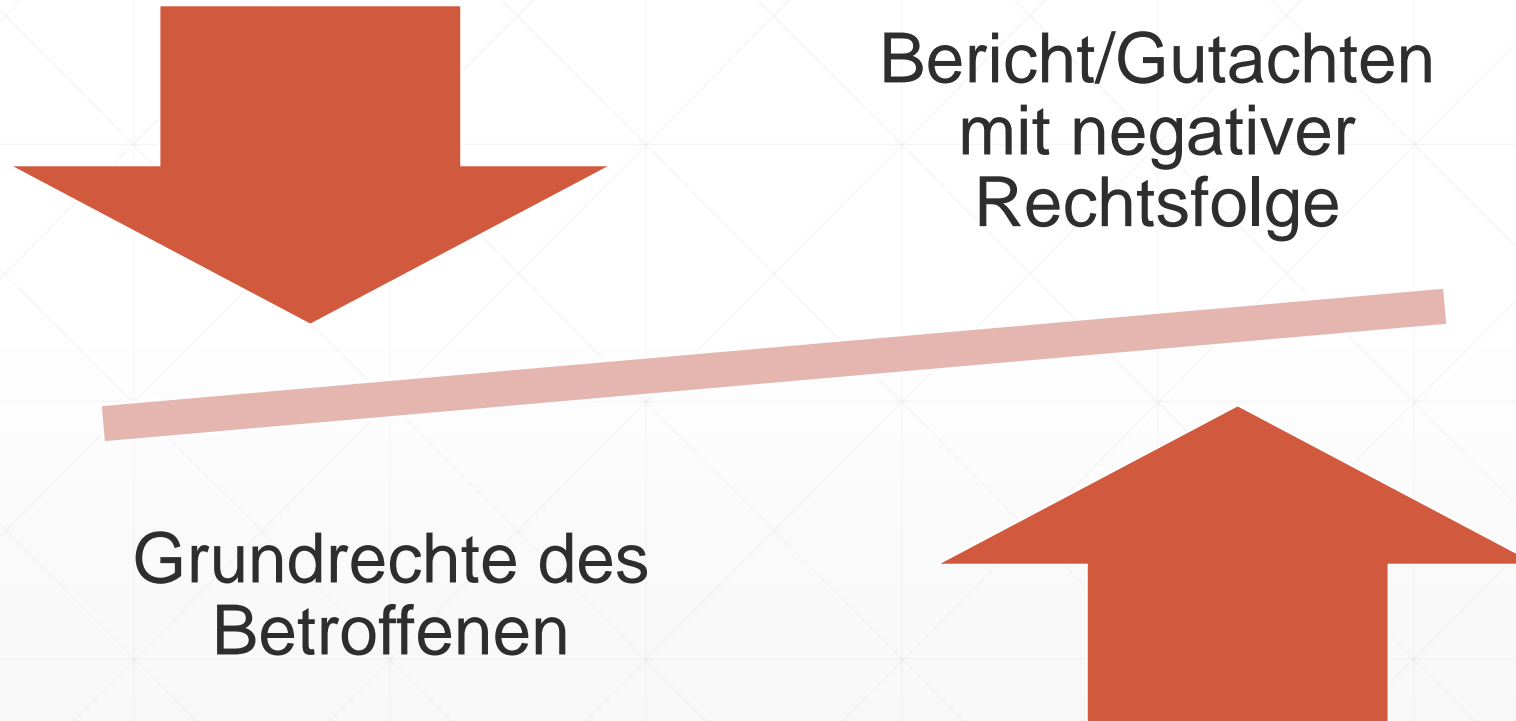 Bericht/Gutachten
mit negativer
Rechtsfolge
Grundrechte des
Betroffenen